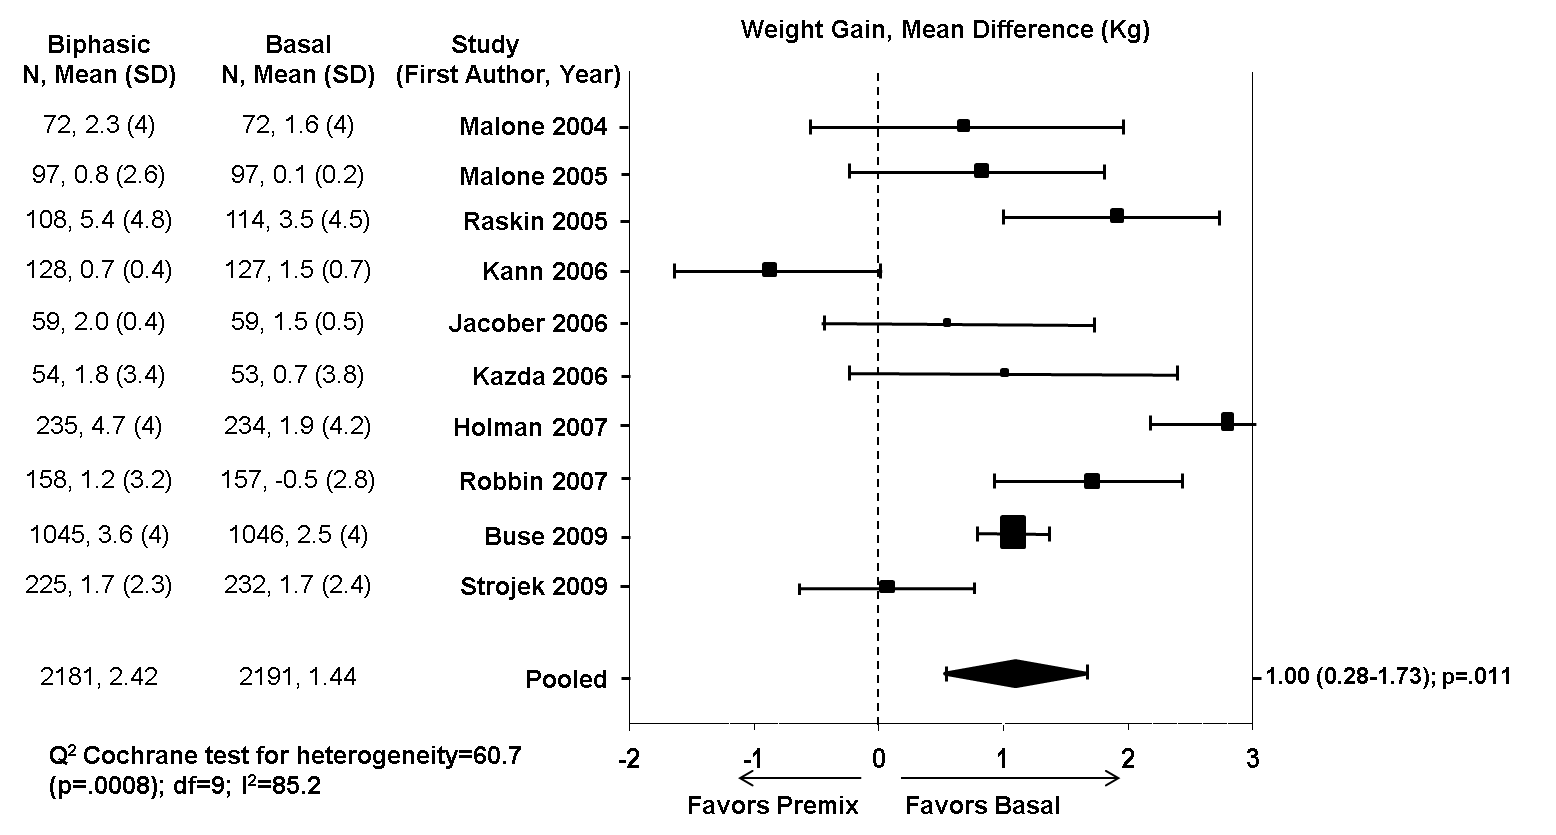 Weight Gain, Mean Difference (Kg)
Biphasic Basal Study
N, Mean (SD) N, Mean (SD) (First Author, Year)
72, 2.3 (4) 72, 1.6 (4) Malone 2004
97, 0.8 (2.6) 97, 0.1 (0.2) Malone 2005
108, 5.4 (4.8) 114, 3.5 (4.5) Raskin 2005
128, 0.7 (0.4) 127, 1.5 (0.7) Kann 2006
59, 2.0 (0.4) 59, 1.5 (0.5) Jacober 2006
54, 1.8 (3.4) 53, 0.7 (3.8) Kazda 2006
235, 4.7 (4) 234, 1.9 (4.2) Holman 2007
158, 1.2 (3.2) 157, -0.5 (2.8) Robbin 2007
1045, 3.6 (4) 1046, 2.5 (4) Buse 2009
225, 1.7 (2.3) 232, 1.7 (2.4) Strojek 2009
2181, 2.42 2191, 1.44 Pooled 1.00 (0.28-1.73); p=.011
-2 -1 0 1 2 3
Q² Cochrane test for heterogeneity=60.7
(p=.0008); df=9; I²=85.2
Favors Premix Favors Basal